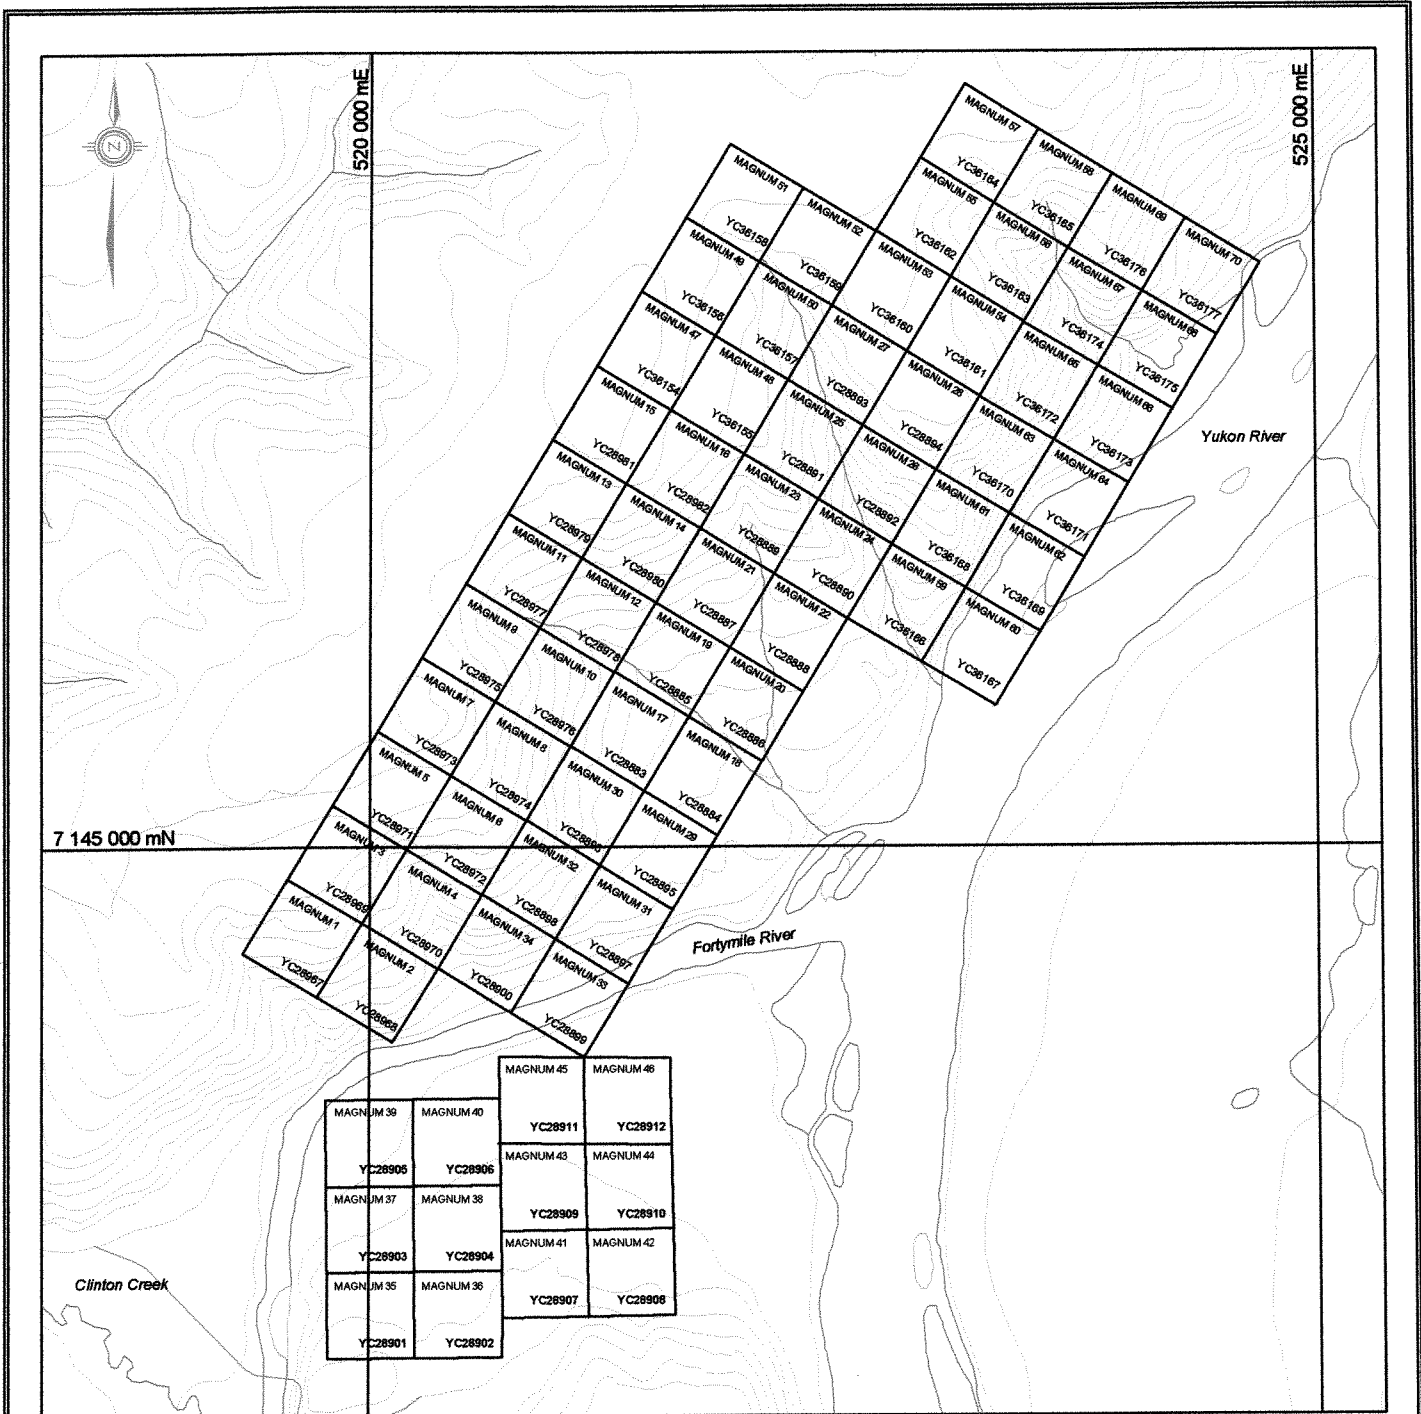 520 000 mE
525 000 mE
N
MAGNUM 57
YC36164
MAGNUM 58
YC36165
MAGNUM 69
YC36176
MAGNUM 70
YC36177
MAGNUM 51
YC36158
MAGNUM 52
YC36159
MAGNUM 55
YC36162
MAGNUM 56
YC36163
MAGNUM 67
YC36174
MAGNUM 68
YC36175
MAGNUM 49
YC36156
MAGNUM 50
YC36157
MAGNUM 53
YC36160
MAGNUM 54
YC36161
MAGNUM 65
YC36172
MAGNUM 66
YC36173
MAGNUM 47
YC36154
MAGNUM 48
YC36155
MAGNUM 27
YC28893
MAGNUM 28
YC28894
MAGNUM 63
YC36170
MAGNUM 64
YC36171
Yukon River
MAGNUM 15
YC28981
MAGNUM 16
YC28982
MAGNUM 25
YC28891
MAGNUM 26
YC28892
MAGNUM 61
YC36168
MAGNUM 62
YC36169
MAGNUM 13
YC28979
MAGNUM 14
YC28980
MAGNUM 23
YC28889
MAGNUM 24
YC28890
MAGNUM 59
YC36166
MAGNUM 60
YC36167
MAGNUM 11
YC28977
MAGNUM 12
YC28978
MAGNUM 21
YC28887
MAGNUM 22
YC28888
MAGNUM 9
YC28975
MAGNUM 10
YC28976
MAGNUM 19
YC28885
MAGNUM 20
YC28886
MAGNUM 7
YC28973
MAGNUM 8
YC28974
MAGNUM 17
YC28883
MAGNUM 18
YC28884
MAGNUM 5
YC28971
MAGNUM 6
YC28972
MAGNUM 30
YC28896
MAGNUM 29
YC28895
7 145 000 mN
MAGNUM 3
YC28969
MAGNUM 4
YC28970
MAGNUM 32
YC28898
MAGNUM 31
YC28897
MAGNUM 1
YC28967
MAGNUM 2
YC28968
MAGNUM 34
YC28900
MAGNUM 33
YC28899
Fortymile River
MAGNUM 45
YC28911
MAGNUM 46
YC28912
MAGNUM 39
YC28905
MAGNUM 40
YC28906
MAGNUM 43
YC28909
MAGNUM 44
YC28910
MAGNUM 37
YC28903
MAGNUM 38
YC28904
MAGNUM 41
YC28907
MAGNUM 42
YC28908
MAGNUM 35
YC28901
MAGNUM 36
YC28902
Clinton Creek